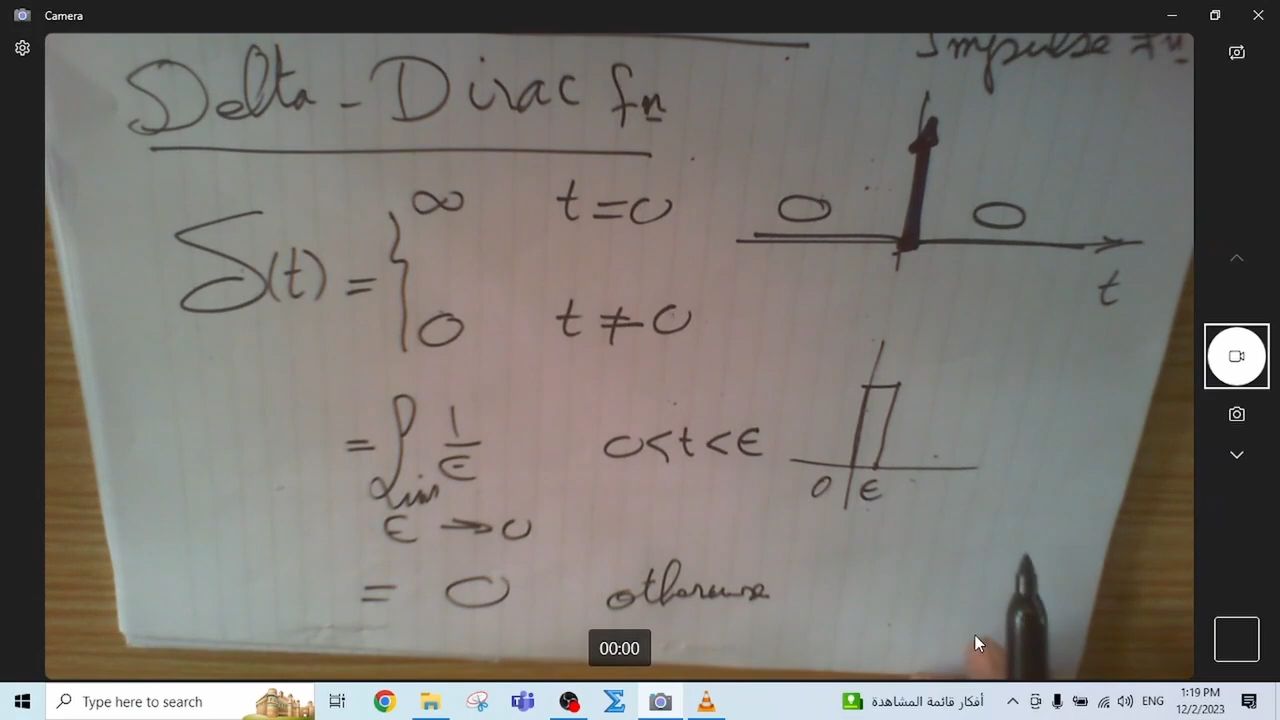 Camera
Impulse fn
Delta - Dirac fn
δ(t) = { ∞ t = 0
0 t ≠ 0
0 0
t
= Lim 1/ε 0 < t < ε
ε → 0
0 ε
= 0 otherwise
00:00
Type here to search
أفكار قائمة المشاهدة
ENG
1:19 PM
12/2/2023